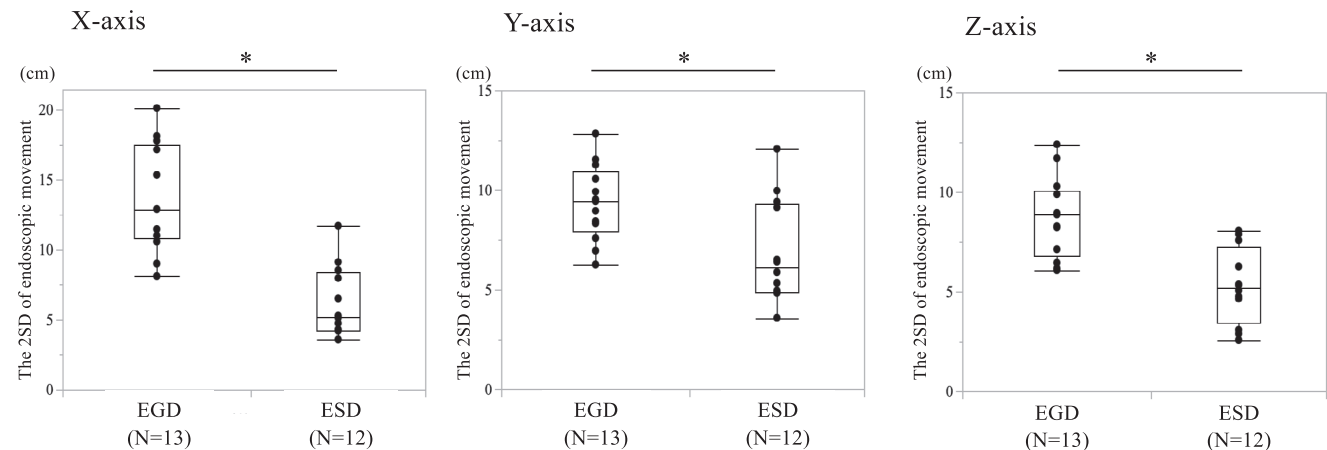 X-axis
*
(cm)
The 2SD of endoscopic movement
20
15
10
5
0
EGD
(N=13)
ESD
(N=12)
Y-axis
*
(cm)
The 2SD of endoscopic movement
15
10
5
0
EGD
(N=13)
ESD
(N=12)
Z-axis
*
(cm)
The 2SD of endoscopic movement
15
10
5
0
EGD
(N=13)
ESD
(N=12)